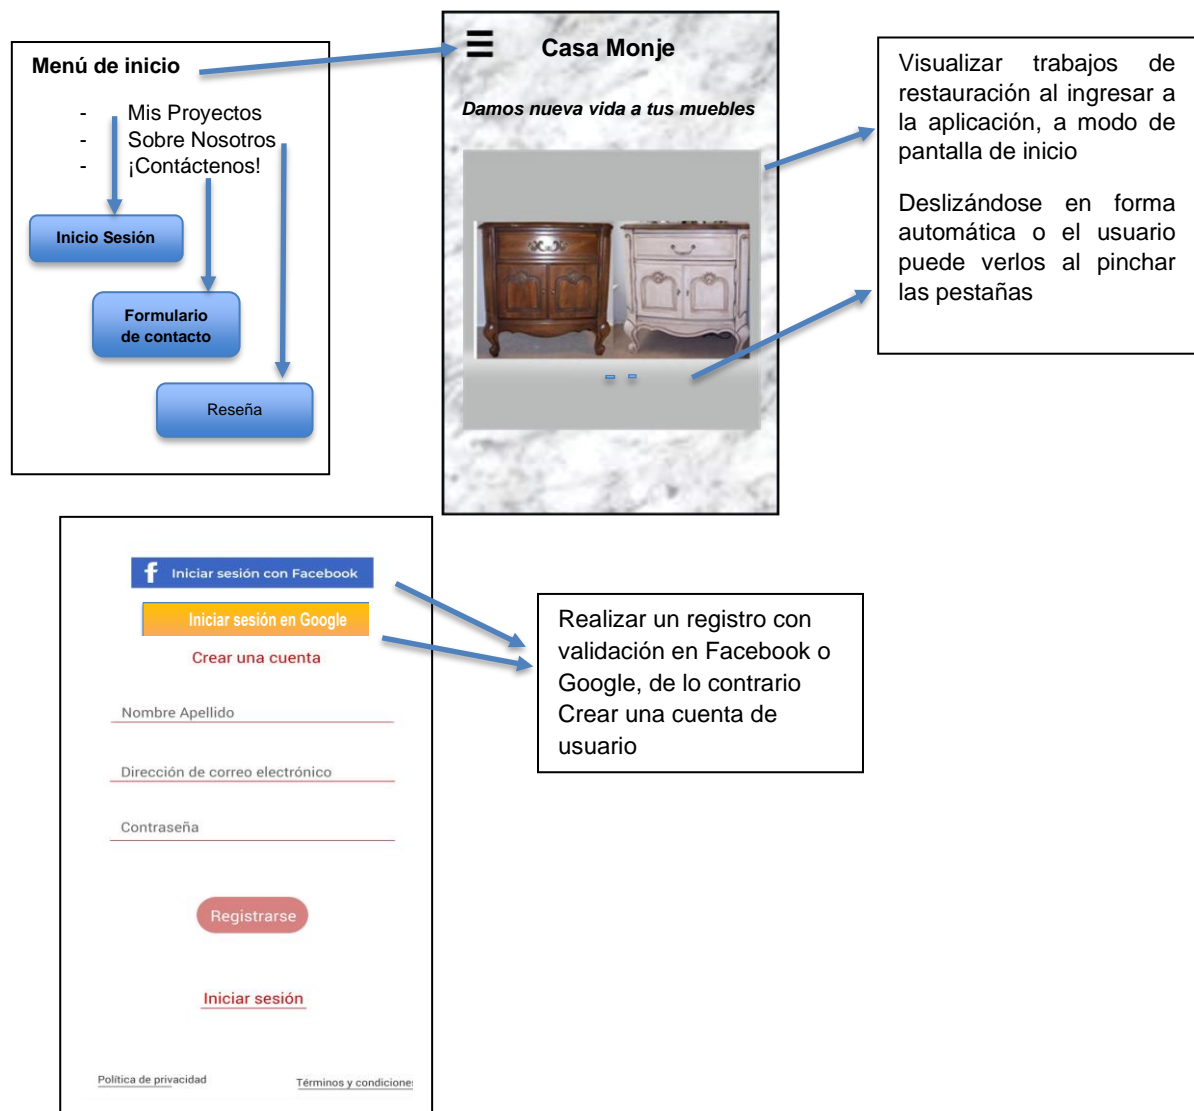 Menú de inicio
- Mis Proyectos
- Sobre Nosotros
- ¡Contáctenos!
Inicio Sesión
Formulario
de contacto
Reseña
Casa Monje
Damos nueva vida a tus muebles
Visualizar trabajos de
restauración al ingresar a
la aplicación, a modo de
pantalla de inicio
Deslizándose en forma
automática o el usuario
puede verlos al pinchar
las pestañas
f Iniciar sesión con Facebook
Iniciar sesión en Google
Crear una cuenta
Nombre Apellido
Dirección de correo electrónico
Contraseña
Registrarse
Iniciar sesión
Política de privacidad
Términos y condicione
Realizar un registro con
validación en Facebook o
Google, de lo contrario
Crear una cuenta de
usuario